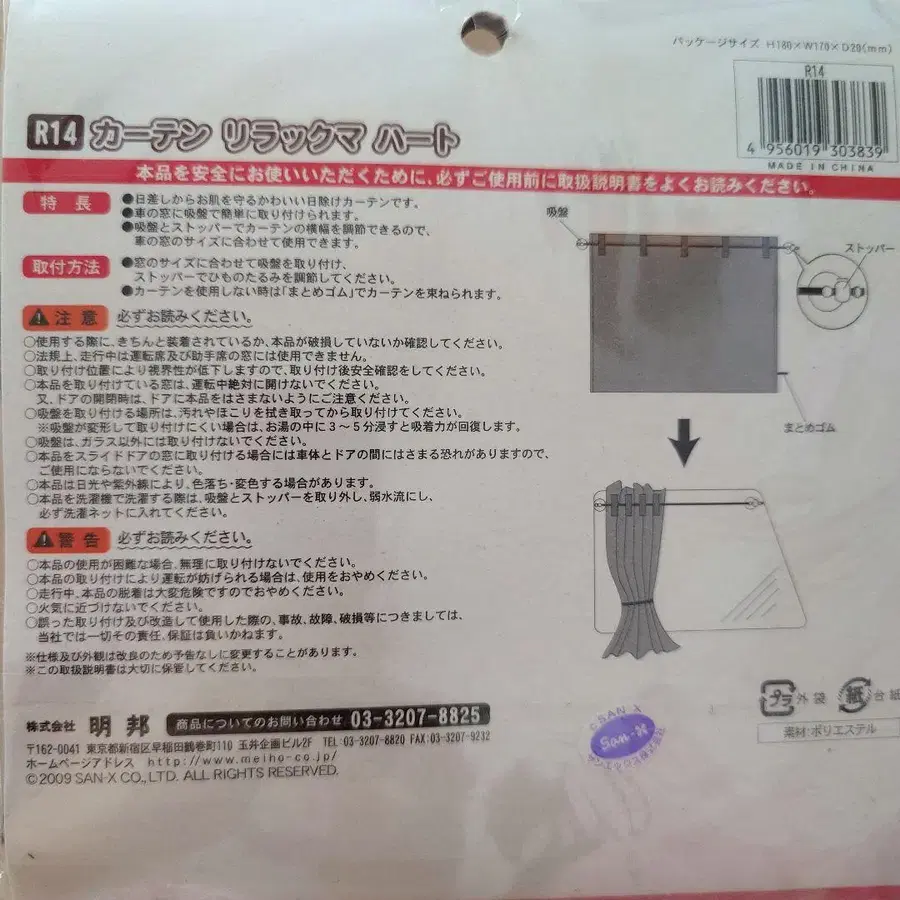 パッケージサイズ H180×W170×D20(mm)
R14
4 956019 303839
MADE IN CHINA
R14 カーテン リラックマ ハート
本品を安全にお使いいただくために、必ずご使用前に取扱説明書をよくお読みください。
特長
●日差しからお肌を守るかわいい日除けカーテンです。
●車の窓に吸盤で簡単に取り付けられます。
●吸盤とストッパーでカーテンの横幅を調節できるので、
車の窓のサイズに合わせて使用できます。
取付方法
●窓のサイズに合わせて吸盤を取り付け、
ストッパーでひものたるみを調節してください。
●カーテンを使用しない時は「まとめゴム」でカーテンを束ねられます。
注意 必ずお読みください。
○使用する際に、きちんと装着されているか、本品が破損していないか確認してください。
○法規上、走行中は運転席及び助手席の窓には使用できません。
○取り付け位置により視界性が低下しますので、取り付け後安全確認をしてください。
○本品を取り付けている窓は、運転中絶対に開けないでください。
又、ドアの開閉時は、ドアに本品をはさまないようにご注意ください。
○吸盤を取り付ける場所は、汚れやほこりを拭き取ってから取り付けてください。
※吸盤が変形して取り付けにくい場合は、お湯の中に3〜5分浸すと吸着力が回復します。
○吸盤は、ガラス以外には取り付けないでください。
○本品をスライドドアの窓に取り付ける場合には車体とドアの間にはさまる恐れがありますので、
ご使用にならないでください。
○本品は日光や紫外線により、色落ち・変色する場合があります。
○本品を洗濯機で洗濯する際は、吸盤とストッパーを取り外し、弱水流にし、
必ず洗濯ネットに入れてください。
警告 必ずお読みください。
○本品の使用が困難な場合、無理に取り付けないでください。
○本品の取り付けにより運転が妨げられる場合は、使用をおやめください。
○走行中、本品の脱着は大変危険ですのでおやめください。
○火気に近づけないでください。
○誤った取り付け及び改造して使用した際の、事故、故障、破損等につきましては、
当社では一切その責任、保証は負いかねます。
※仕様及び外観は改良のため予告なしに変更することがあります。
※この取扱説明書は大切に保管してください。
吸盤
ストッパー
まとめゴム
株式会社 明邦 商品についてのお問い合わせ 03-3207-8825
〒162-0041 東京都新宿区早稲田鶴巻町110 玉井企画ビル2F TEL:03-3207-8820 FAX:03-3207-9232
ホームページアドレス http://www.meiho-co.jp/
©2009 SAN-X CO.,LTD. ALL RIGHTS RESERVED.
SAN-X
San-X
サンエックス株式会社
プラ 外袋 紙 台紙
素材:ポリエステル